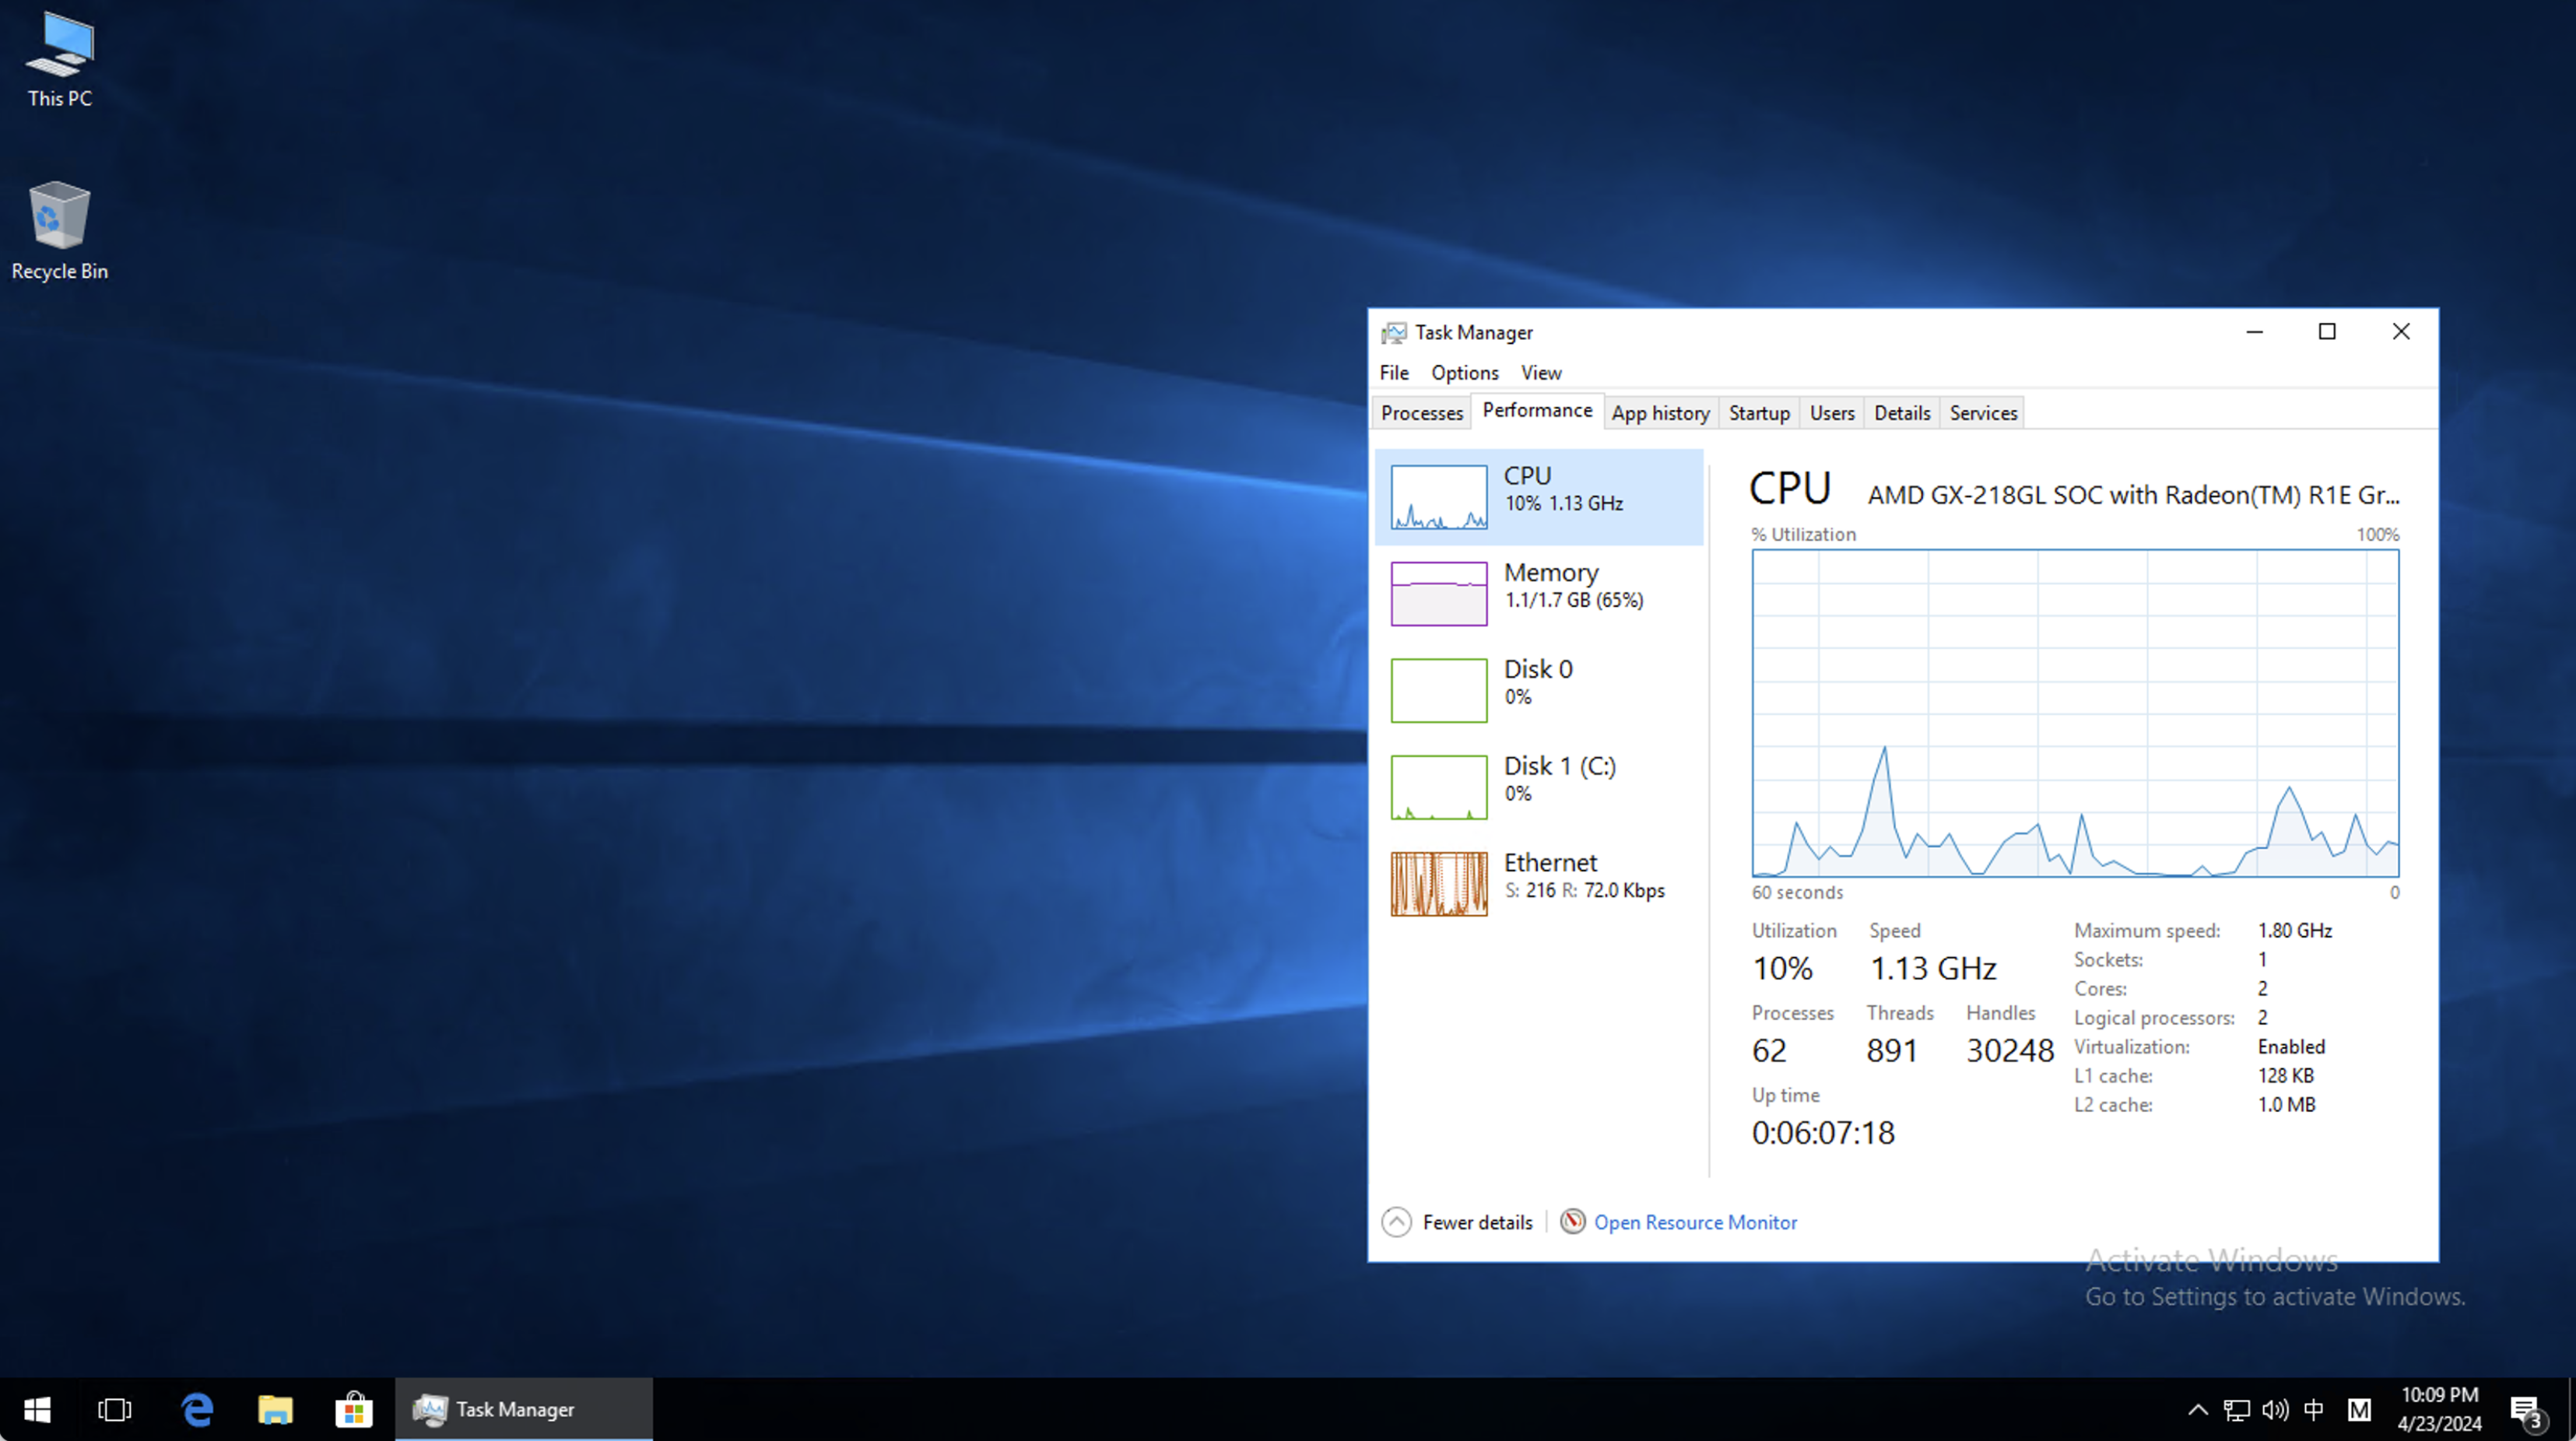 This PC
Recycle Bin
Task Manager
File Options View
Processes Performance App history Startup Users Details Services
CPU
10% 1.13 GHz
Memory
1.1/1.7 GB (65%)
Disk 0
0%
Disk 1 (C:)
0%
Ethernet
S: 216 R: 72.0 Kbps
CPU AMD GX-218GL SOC with Radeon(TM) R1E Gr...
% Utilization 100%
60 seconds 0
Utilization Speed
10% 1.13 GHz
Processes Threads Handles
62 891 30248
Up time
0:06:07:18
Maximum speed: 1.80 GHz
Sockets: 1
Cores: 2
Logical processors: 2
Virtualization: Enabled
L1 cache: 128 KB
L2 cache: 1.0 MB
Fewer details Open Resource Monitor
Activate Windows
Go to Settings to activate Windows.
Task Manager
中 M
10:09 PM
4/23/2024
3